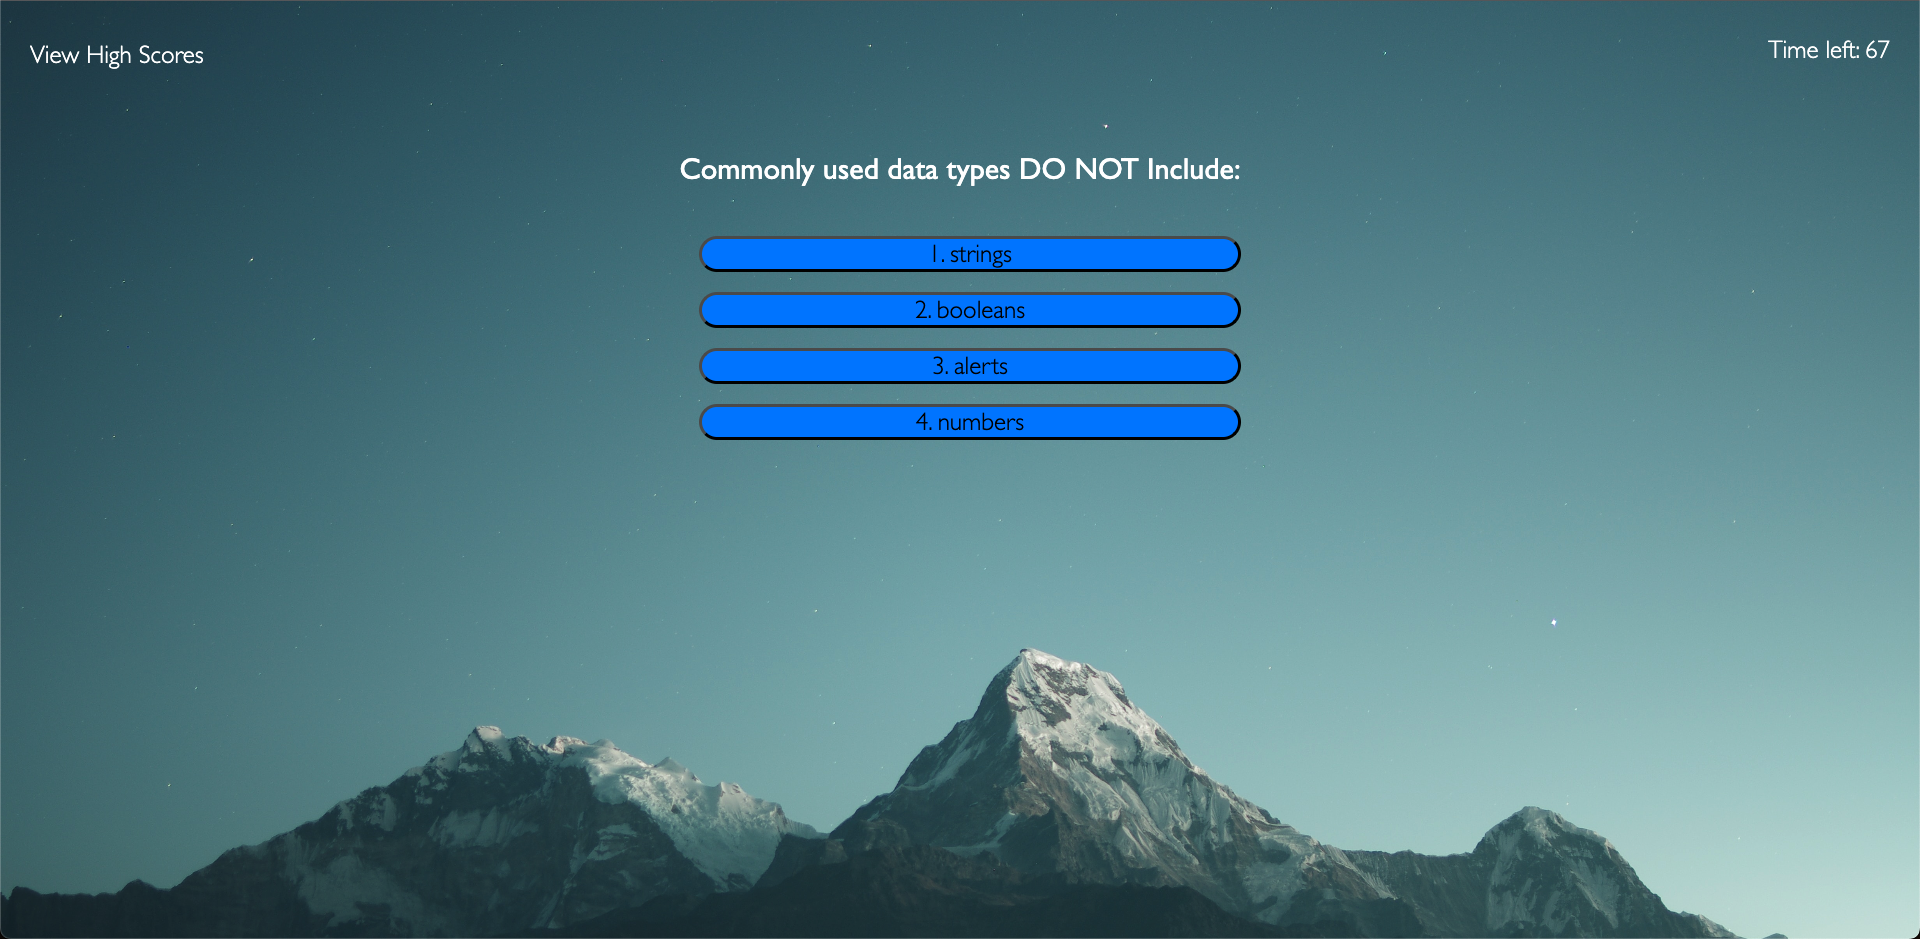 View High Scores
Time left: 67
Commonly used data types DO NOT Include:
1. strings
2. booleans
3. alerts
4. numbers